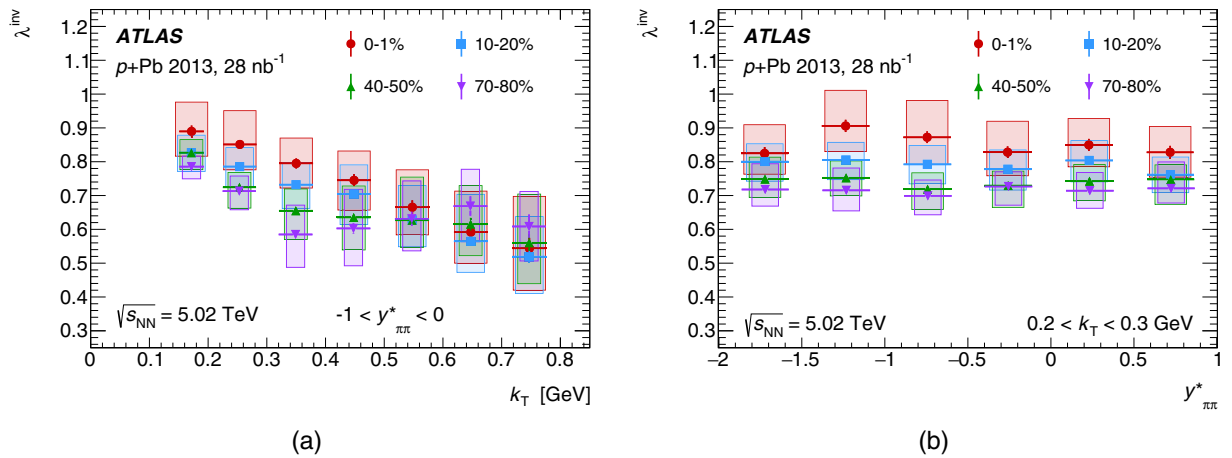 λ^inv
1.2
1.1
1
0.9
0.8
0.7
0.6
0.5
0.4
0.3
ATLAS
p+Pb 2013, 28 nb⁻¹
0-1% 10-20%
40-50% 70-80%
√s_NN = 5.02 TeV -1 < y*_ππ < 0
0 0.1 0.2 0.3 0.4 0.5 0.6 0.7 0.8
k_T [GeV]
(a)
λ^inv
1.2
1.1
1
0.9
0.8
0.7
0.6
0.5
0.4
0.3
ATLAS
p+Pb 2013, 28 nb⁻¹
0-1% 10-20%
40-50% 70-80%
√s_NN = 5.02 TeV 0.2 < k_T < 0.3 GeV
−2 −1.5 −1 −0.5 0 0.5 1
y*_ππ
(b)